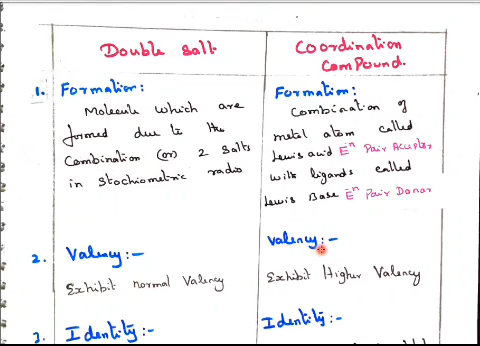 Double salt
Coordination
Compound.
1. Formation:
Molecule which are
formed due to the
Combination (or) 2 Salts
in Stochiometric radio
Formation:
Combination of
metal atom called
Lewis acid Eⁿ Pair Acceptor
with ligands called
Lewis Base Eⁿ Pair Donar
2. Valency:-
Exhibit normal Valency
Valency:-
Exhibit Higher Valency
3. Identity:-
Identity:-